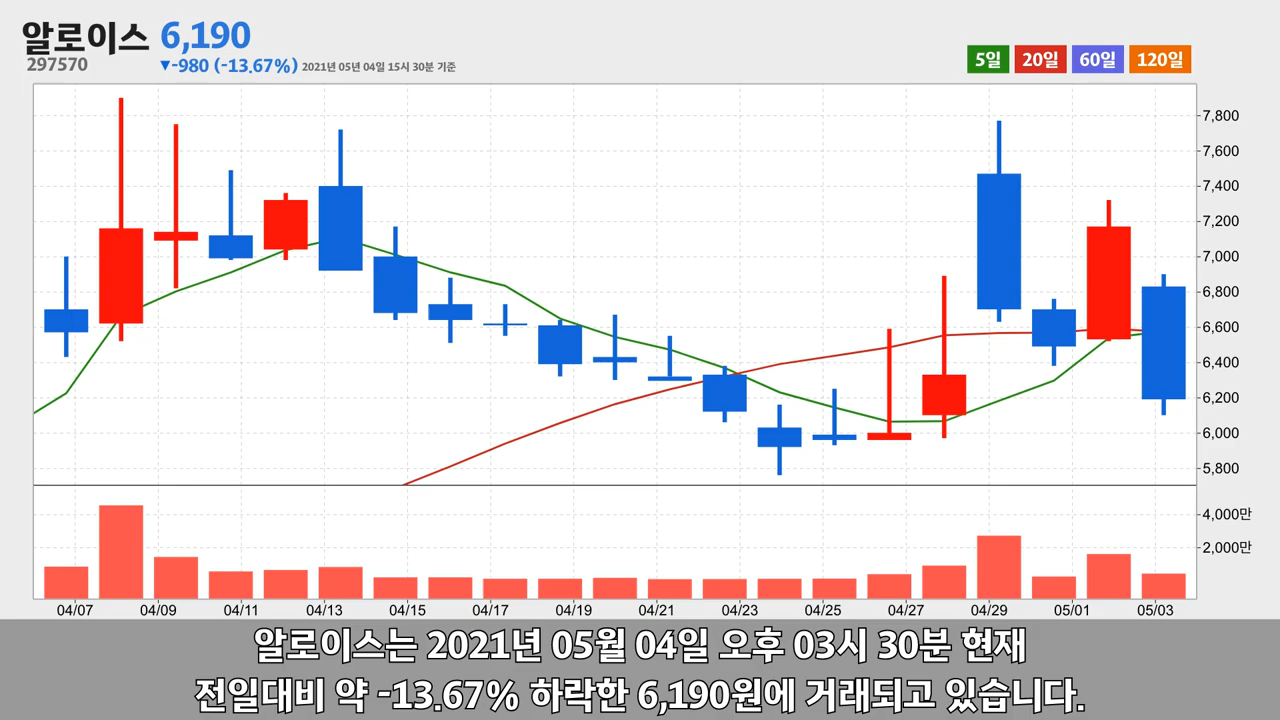 알로이스 6,190
297570 ▼-980 (-13.67%) 2021년 05월 04일 15시 30분 기준
5일 20일 60일 120일
7,800
7,600
7,400
7,200
7,000
6,800
6,600
6,400
6,200
6,000
5,800
4,000만
2,000만
04/07 04/09 04/11 04/13 04/15 04/17 04/19 04/21 04/23 04/25 04/27 04/29 05/01 05/03
알로이스는 2021년 05월 04일 오후 03시 30분 현재
전일대비 약 -13.67% 하락한 6,190원에 거래되고 있습니다.